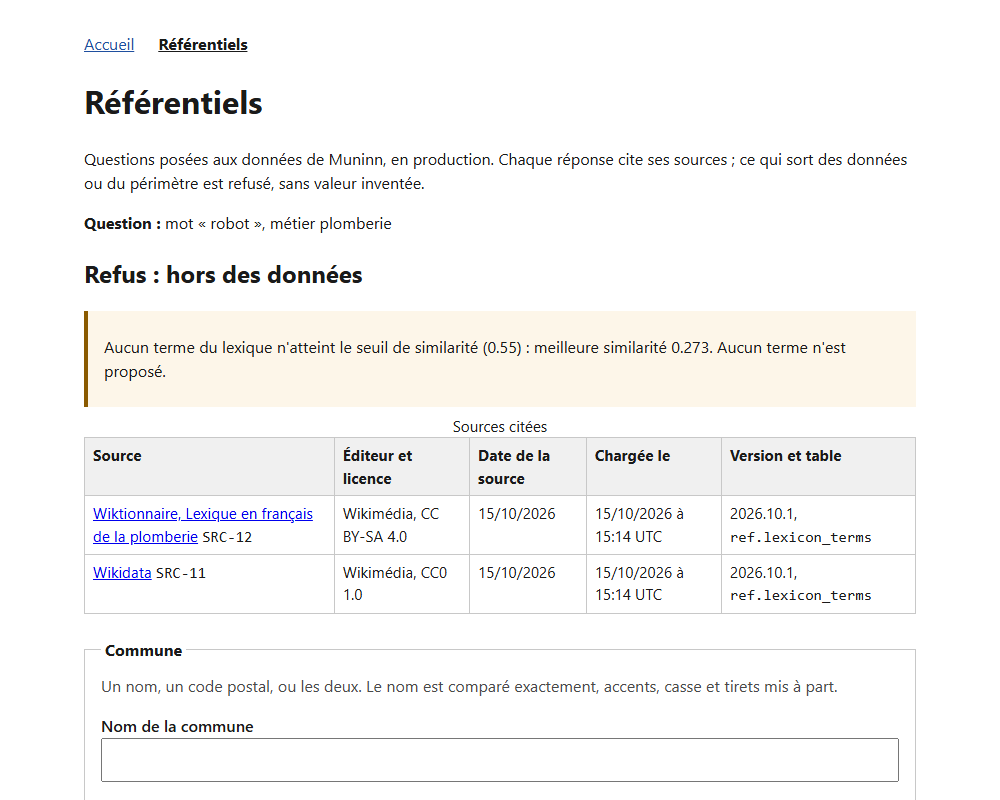 Accueil Référentiels
Référentiels
Questions posées aux données de Muninn, en production. Chaque réponse cite ses sources ; ce qui sort des données
ou du périmètre est refusé, sans valeur inventée.
Question : mot « robot », métier plomberie
Refus : hors des données
Aucun terme du lexique n'atteint le seuil de similarité (0.55) : meilleure similarité 0.273. Aucun terme n'est
proposé.
Sources citées
Source Éditeur et licence Date de la source Chargée le Version et table
Wiktionnaire, Lexique en français de la plomberie SRC-12 Wikimédia, CC BY-SA 4.0 15/10/2026 15/10/2026 à 15:14 UTC 2026.10.1, ref.lexicon_terms
Wikidata SRC-11 Wikimédia, CC0 1.0 15/10/2026 15/10/2026 à 15:14 UTC 2026.10.1, ref.lexicon_terms
Commune
Un nom, un code postal, ou les deux. Le nom est comparé exactement, accents, casse et tirets mis à part.
Nom de la commune